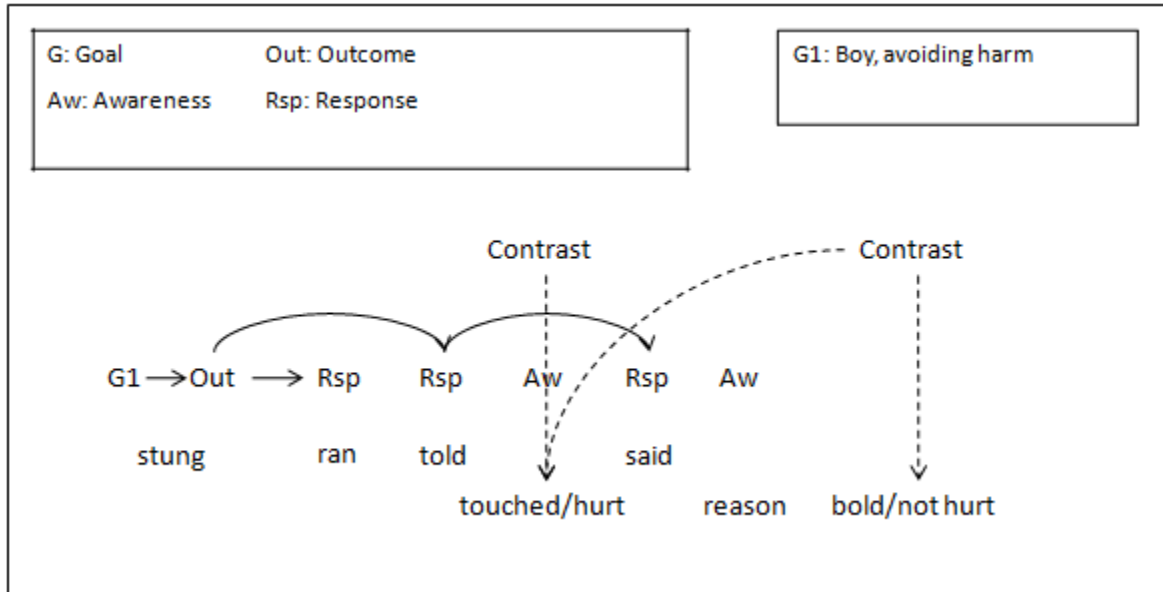 G: Goal Out: Outcome
Aw: Awareness Rsp: Response
G1: Boy, avoiding harm
Contrast Contrast
G1 Out Rsp Rsp Aw Rsp Aw
stung ran told said
touched/hurt reason bold/not hurt